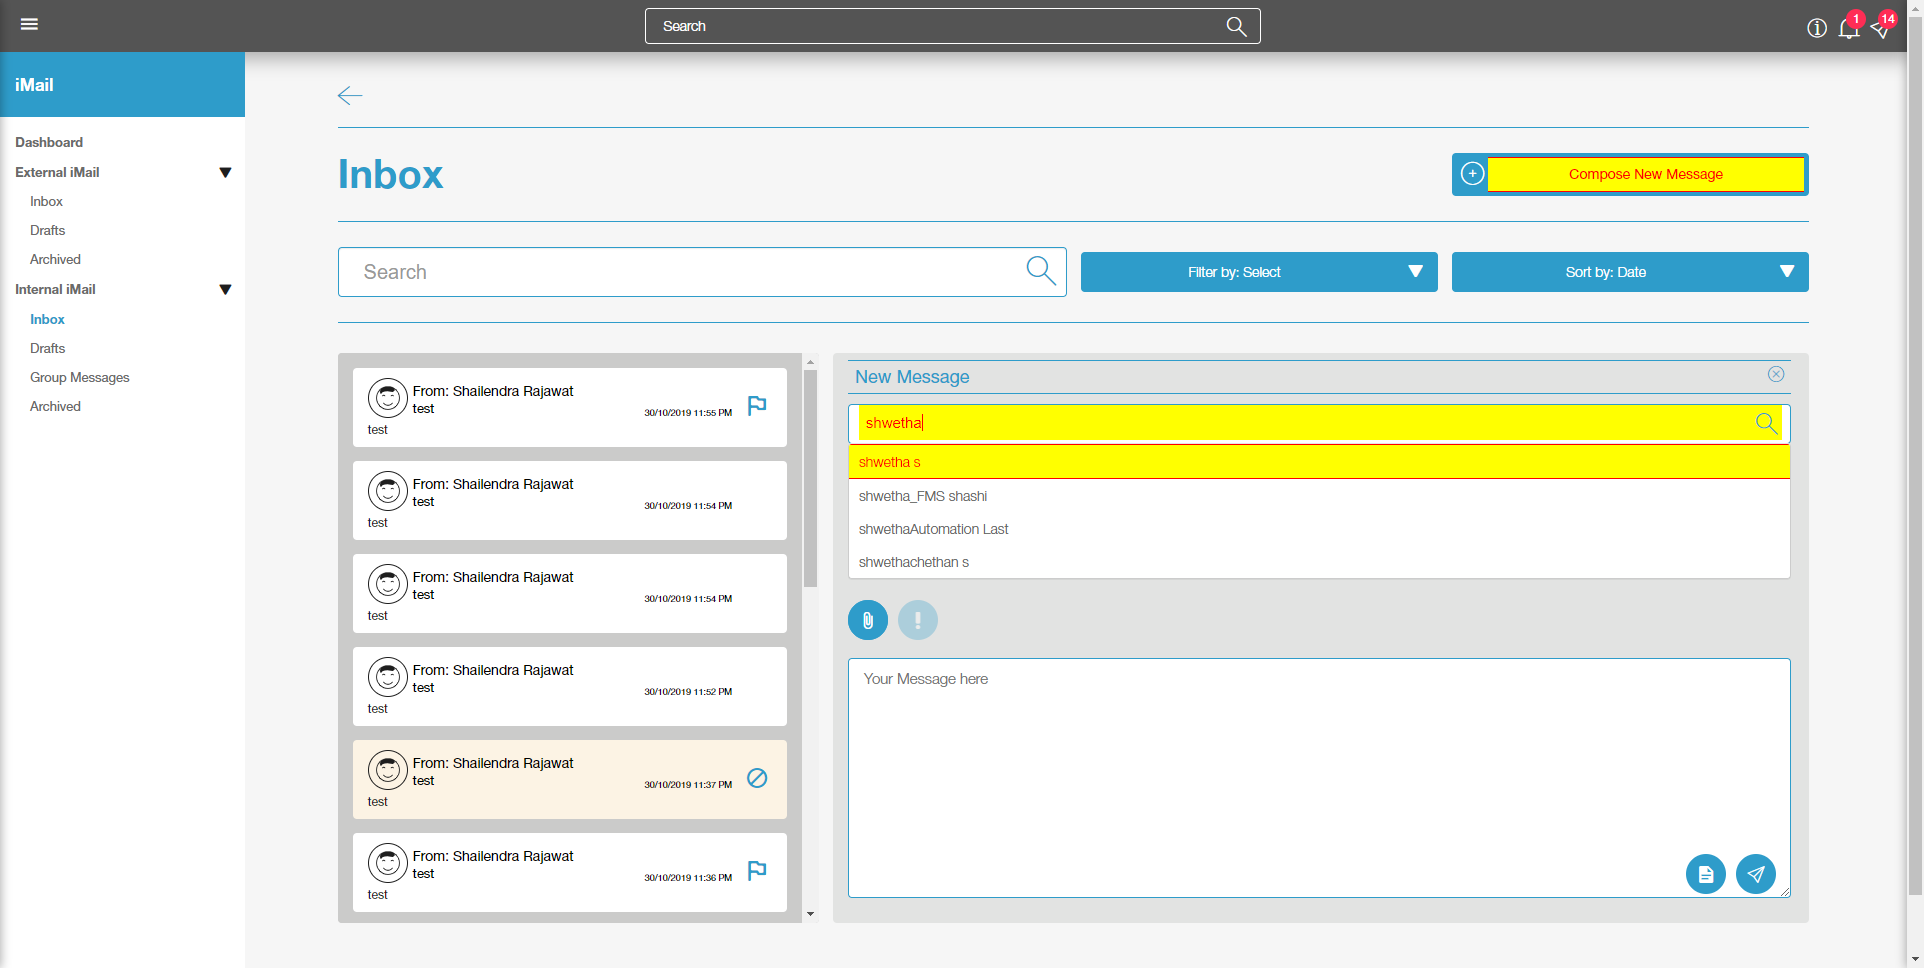 Search
1
14
iMail
Dashboard
External iMail
Inbox
Drafts
Archived
Internal iMail
Inbox
Drafts
Group Messages
Archived
Inbox
Compose New Message
Search
Filter by: Select
Sort by: Date
From: Shailendra Rajawat
test
30/10/2019 11:55 PM
test
From: Shailendra Rajawat
test
30/10/2019 11:54 PM
test
From: Shailendra Rajawat
test
30/10/2019 11:54 PM
test
From: Shailendra Rajawat
test
30/10/2019 11:52 PM
test
From: Shailendra Rajawat
test
30/10/2019 11:37 PM
test
From: Shailendra Rajawat
test
30/10/2019 11:36 PM
test
New Message
shwetha
shwetha s
shwetha_FMS shashi
shwethaAutomation Last
shwethachethan s
Your Message here